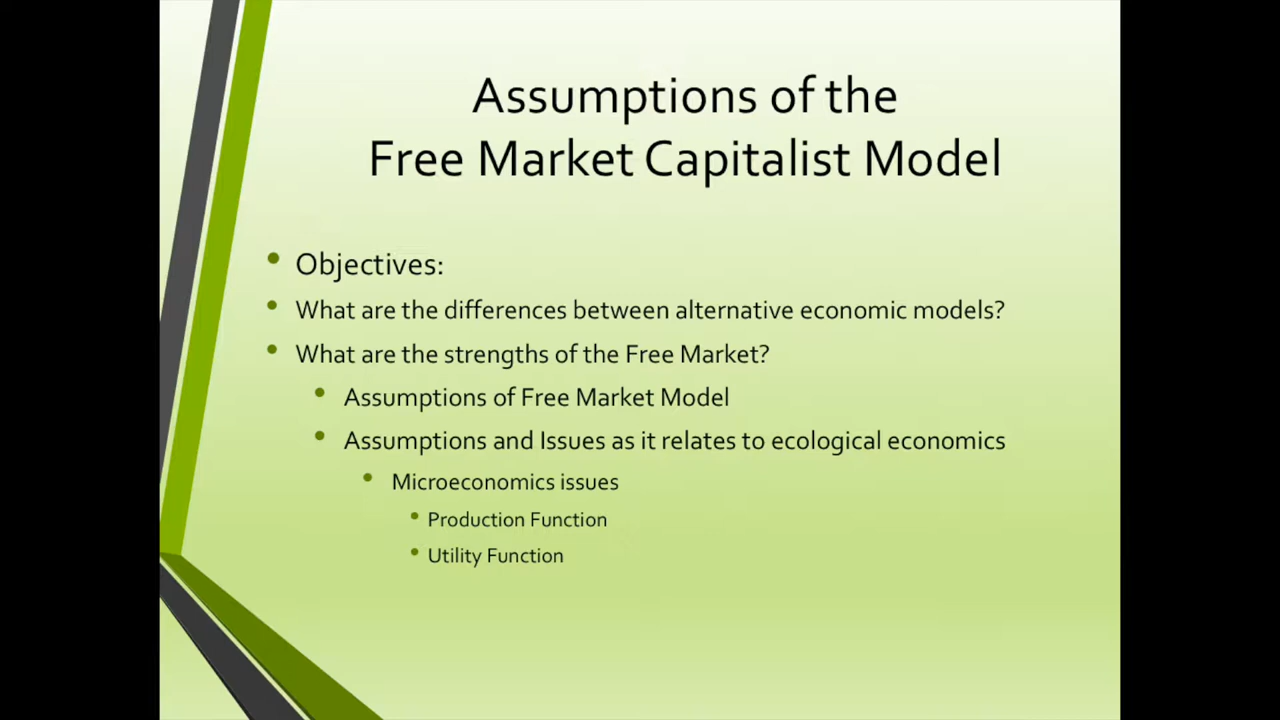 Assumptions of the
Free Market Capitalist Model
• Objectives:
• What are the differences between alternative economic models?
• What are the strengths of the Free Market?
• Assumptions of Free Market Model
• Assumptions and Issues as it relates to ecological economics
• Microeconomics issues
• Production Function
• Utility Function